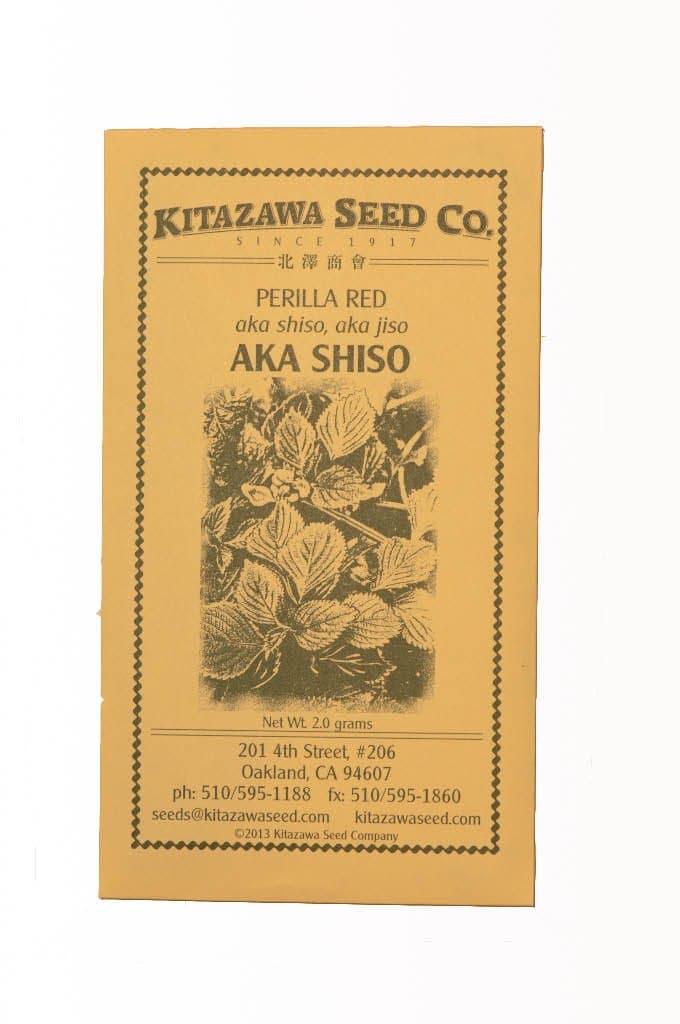 KITAZAWA SEED CO.
SINCE 1917
北澤商會
PERILLA RED
aka shiso, aka jiso
AKA SHISO
Net Wt. 2.0 grams
201 4th Street, #206
Oakland, CA 94607
ph: 510/595-1188 fx: 510/595-1860
seeds@kitazawaseed.com kitazawaseed.com
©2013 Kitazawa Seed Company